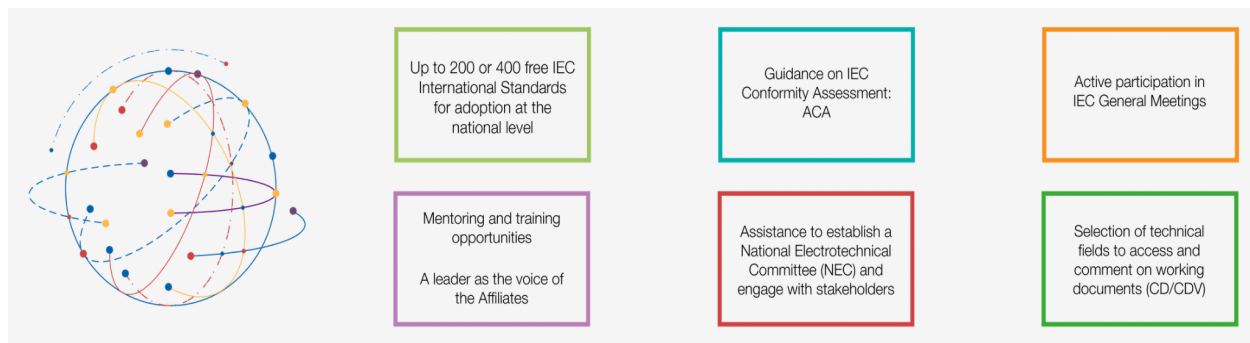 Up to 200 or 400 free IEC
International Standards
for adoption at the
national level
Guidance on IEC
Conformity Assessment:
ACA
Active participation in
IEC General Meetings
Mentoring and training
opportunities
A leader as the voice of
the Affiliates
Assistance to establish a
National Electrotechnical
Committee (NEC) and
engage with stakeholders
Selection of technical
fields to access and
comment on working
documents (CD/CDV)